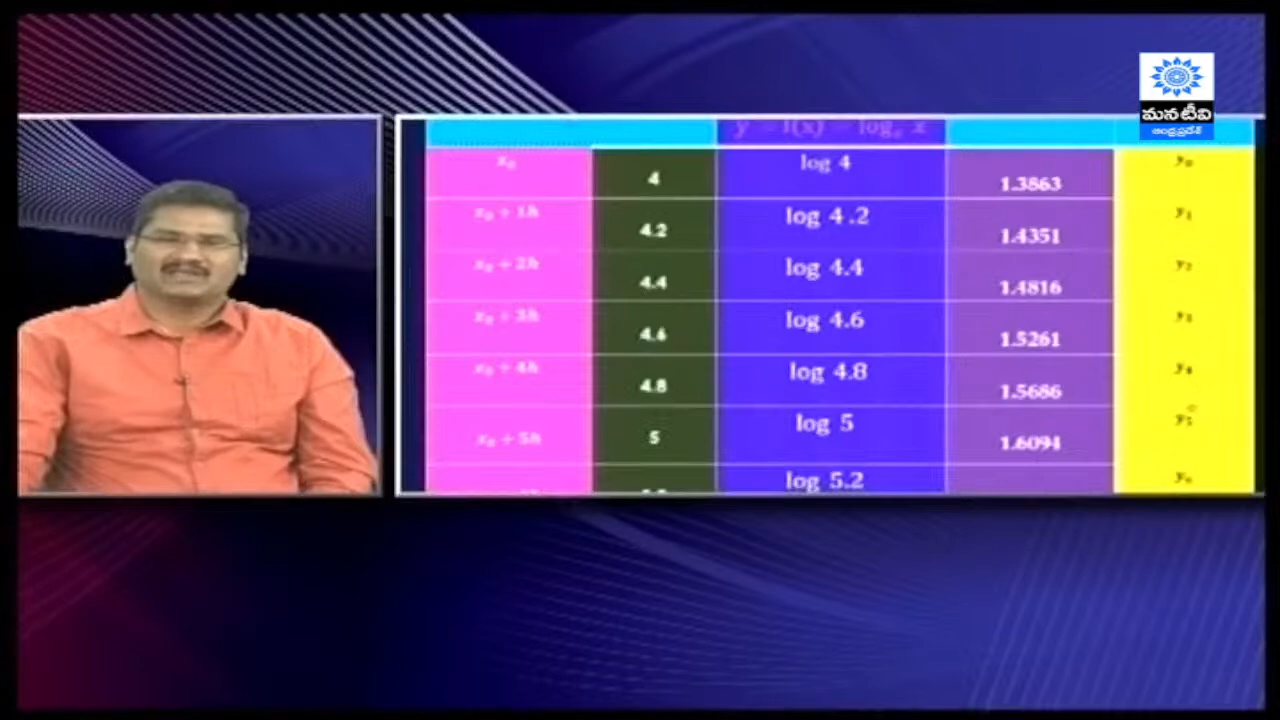 మనటీవి
ఆంధ్రప్రదేశ్
y = f(x) = logₑ x
x₀ 4 log 4 1.3863 y₀
x₀ + 1h 4.2 log 4.2 1.4351 y₁
x₀ + 2h 4.4 log 4.4 1.4816 y₂
x₀ + 3h 4.6 log 4.6 1.5261 y₃
x₀ + 4h 4.8 log 4.8 1.5686 y₄
x₀ + 5h 5 log 5 1.6094 y₅
log 5.2 y₆